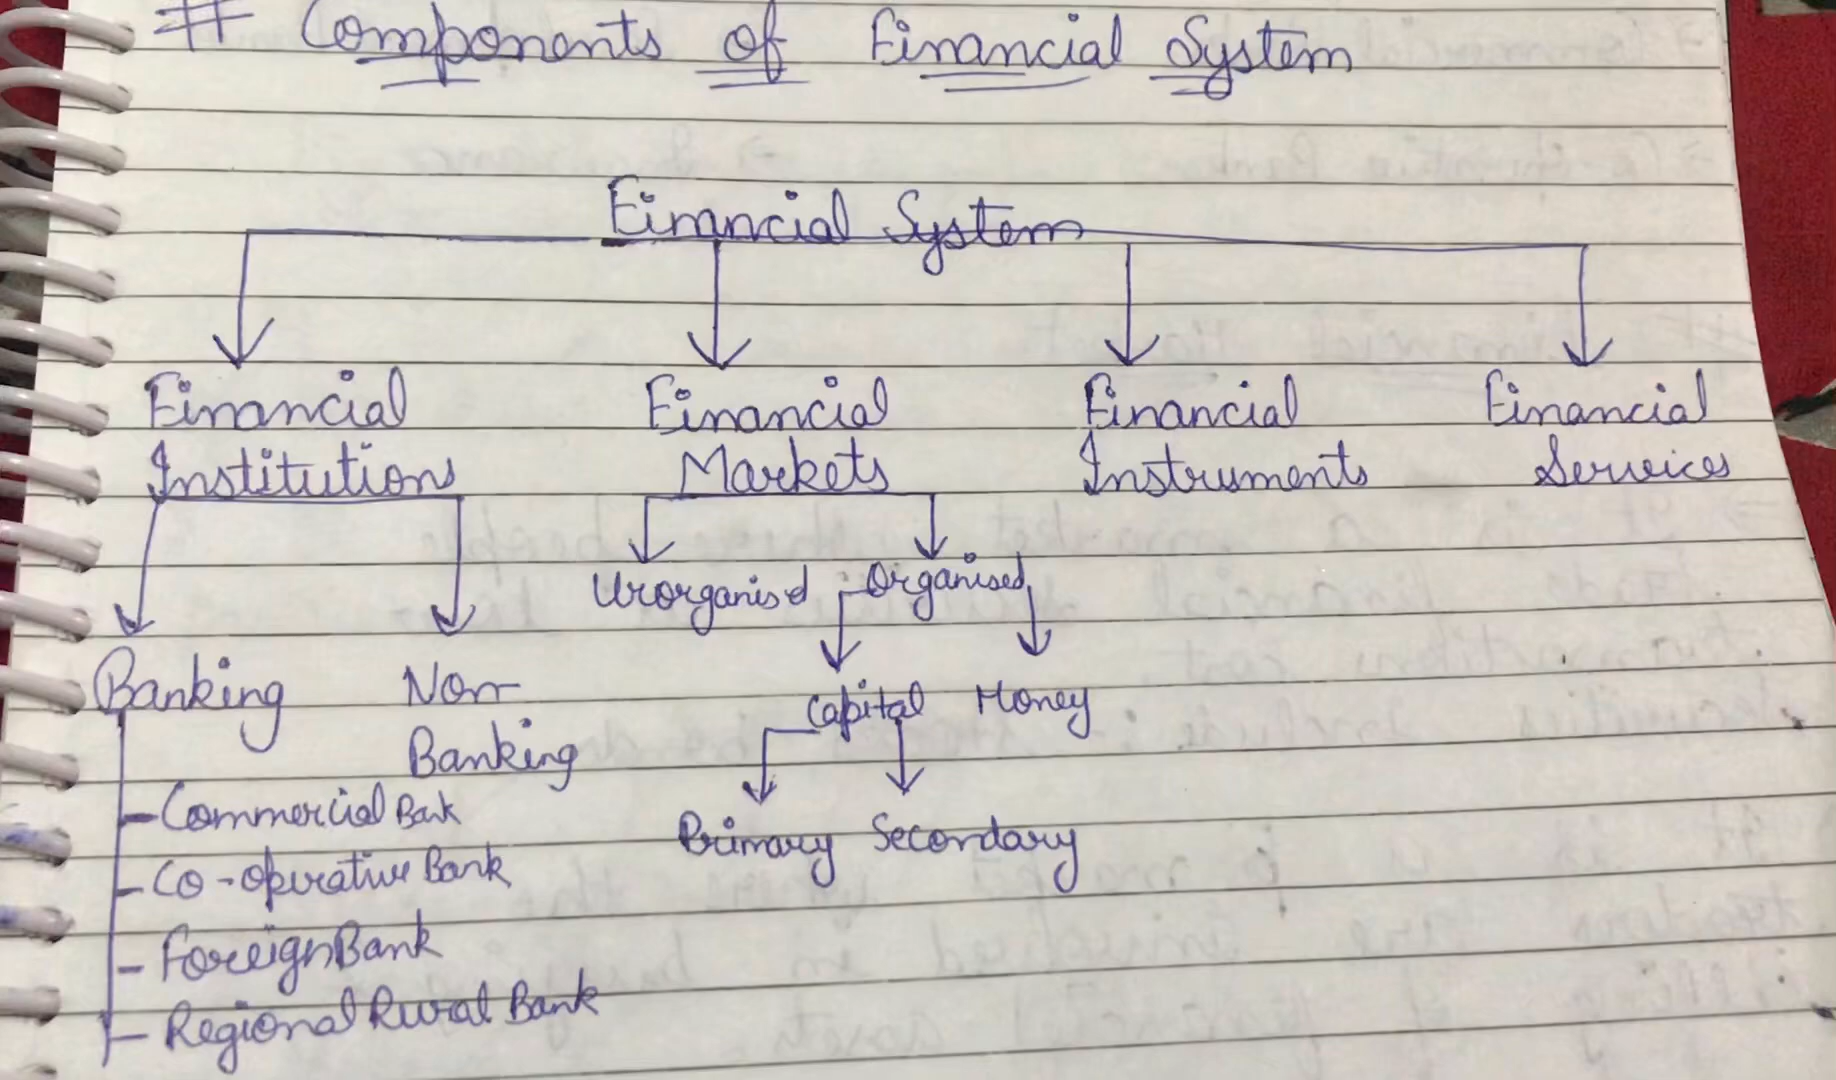 # Components of Financial System
Financial System
Financial Financial Financial Financial
Institutions Markets Instruments Services
Unorganised Organised
Banking Non- Capital Money
Banking
- Commercial Bank Primary Secondary
- Co-operative Bank
- Foreign Bank
- Regional Rural Bank